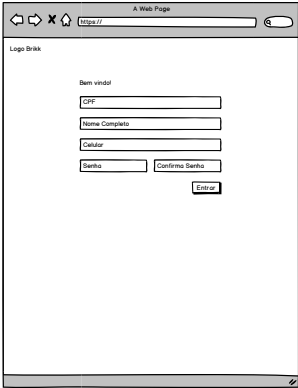 A Web Page
https://
Logo Brikk
Bem vindo!
CPF
Nome Completo
Celular
Senha Confirma Senha
Entrar